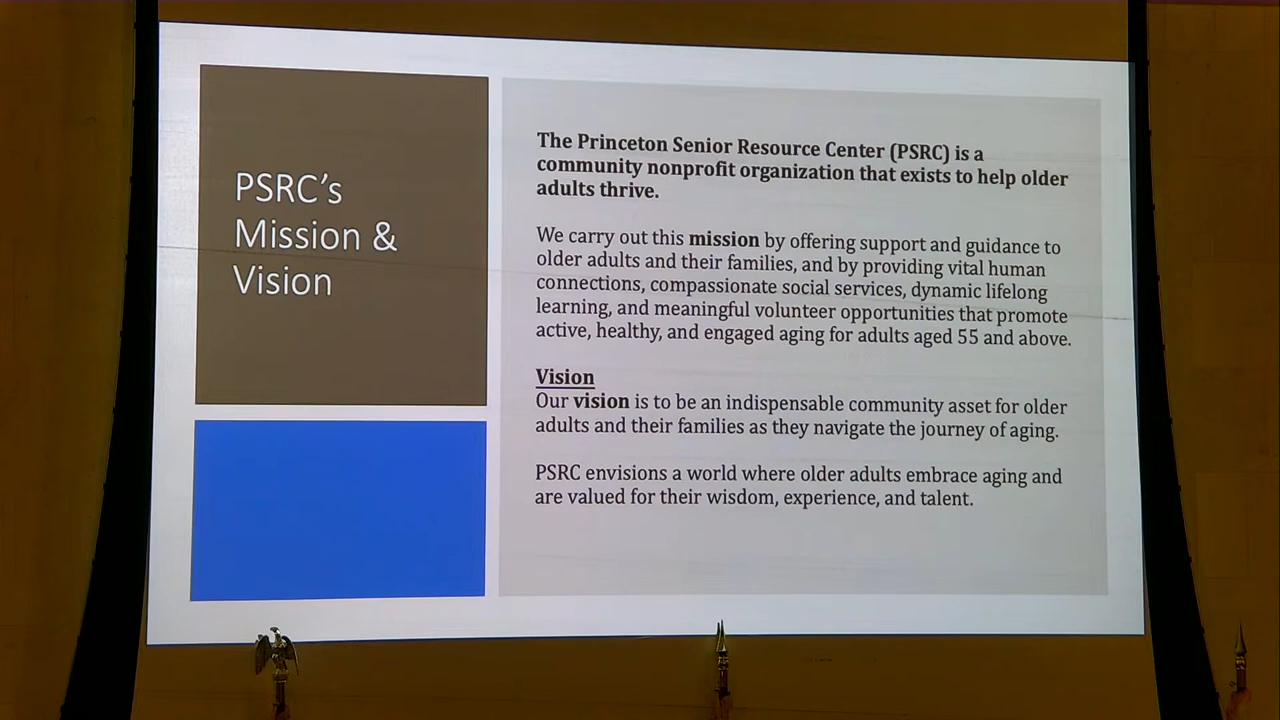 PSRC's
Mission &
Vision
The Princeton Senior Resource Center (PSRC) is a
community nonprofit organization that exists to help older
adults thrive.
We carry out this mission by offering support and guidance to
older adults and their families, and by providing vital human
connections, compassionate social services, dynamic lifelong
learning, and meaningful volunteer opportunities that promote
active, healthy, and engaged aging for adults aged 55 and above.
Vision
Our vision is to be an indispensable community asset for older
adults and their families as they navigate the journey of aging.
PSRC envisions a world where older adults embrace aging and
are valued for their wisdom, experience, and talent.